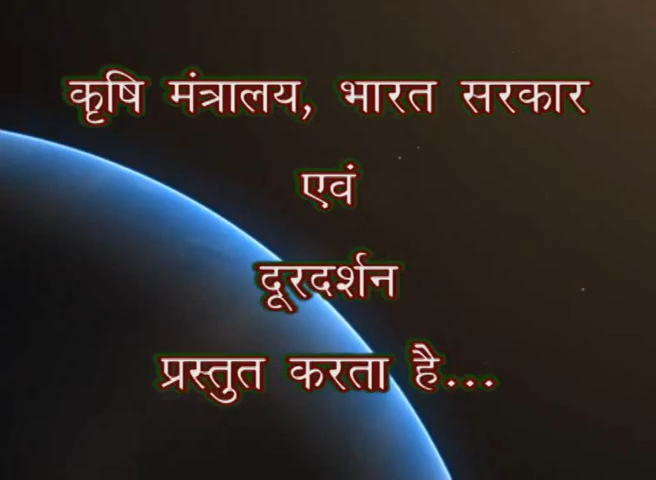 कृषि मंत्रालय, भारत सरकार
एवं
दूरदर्शन
प्रस्तुत करता है...